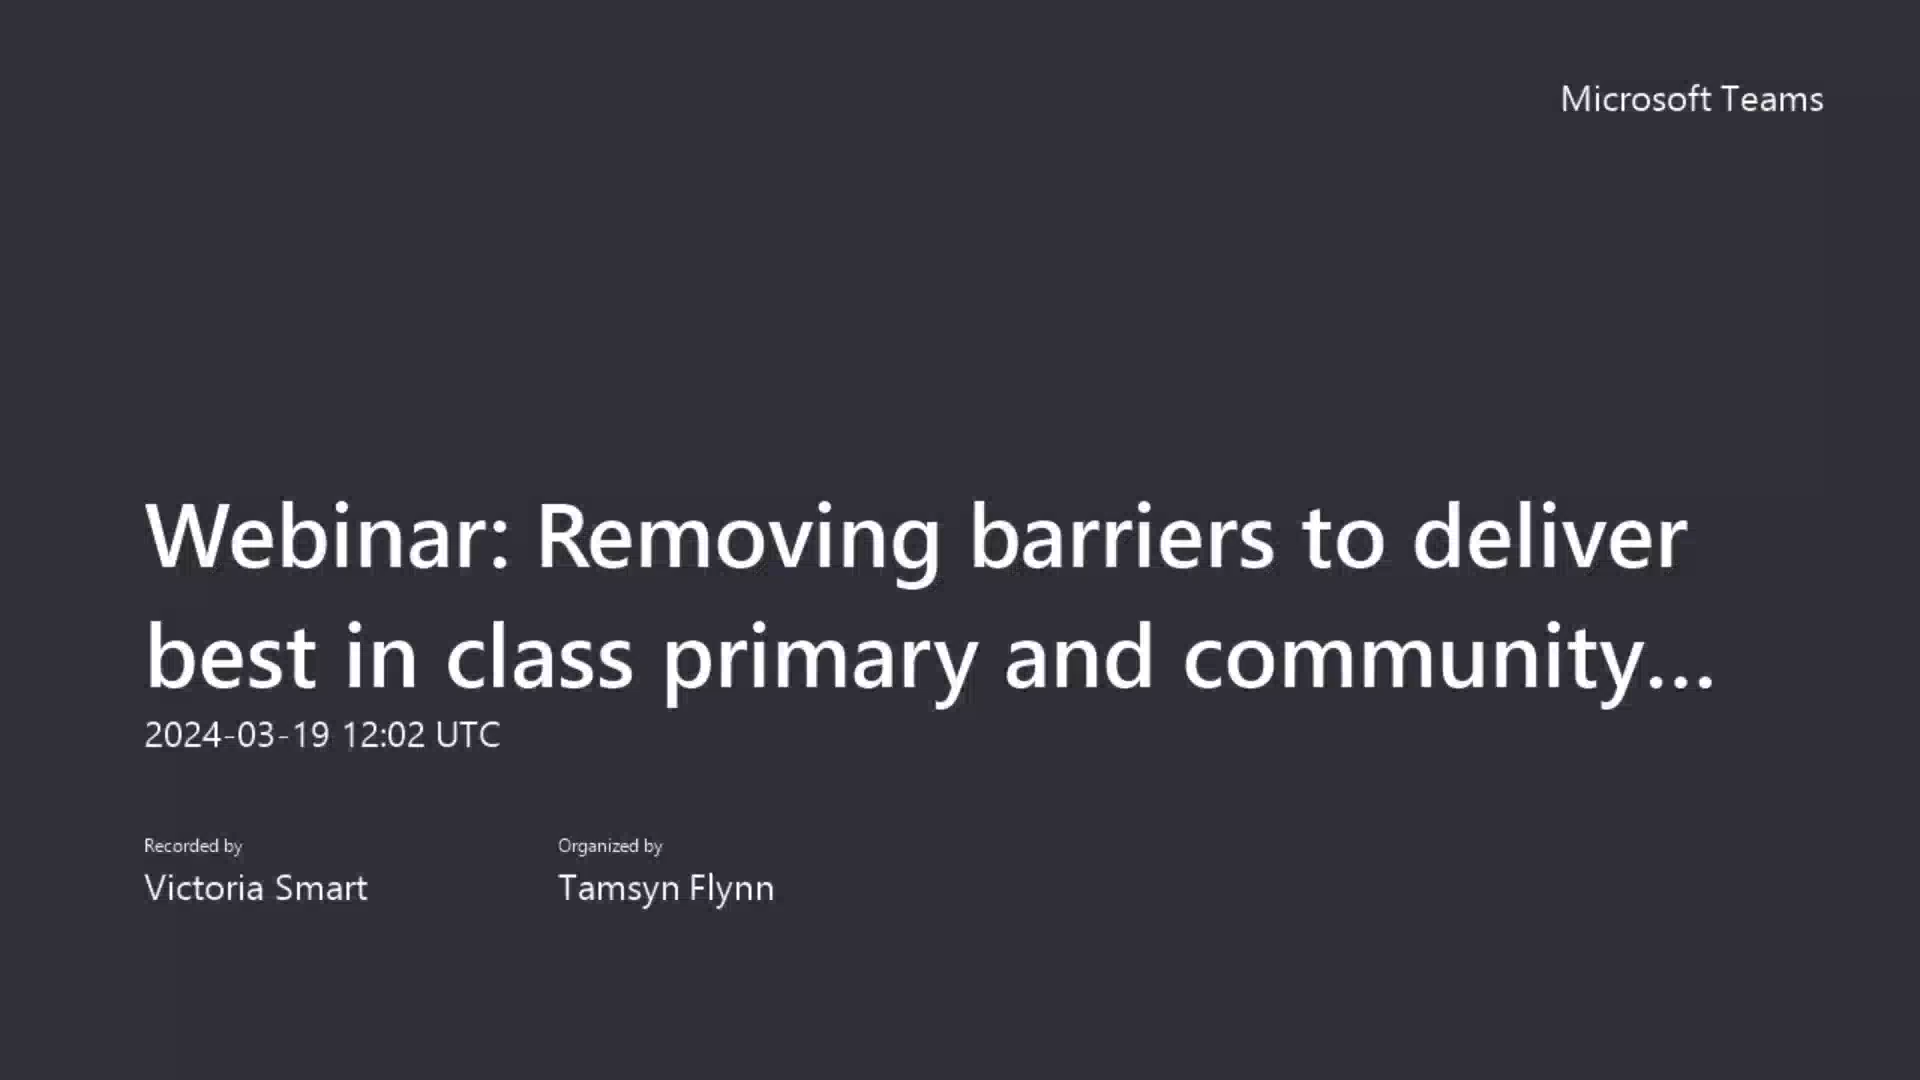 Microsoft Teams
Webinar: Removing barriers to deliver
best in class primary and community...
2024-03-19 12:02 UTC
Recorded by
Victoria Smart
Organized by
Tamsyn Flynn